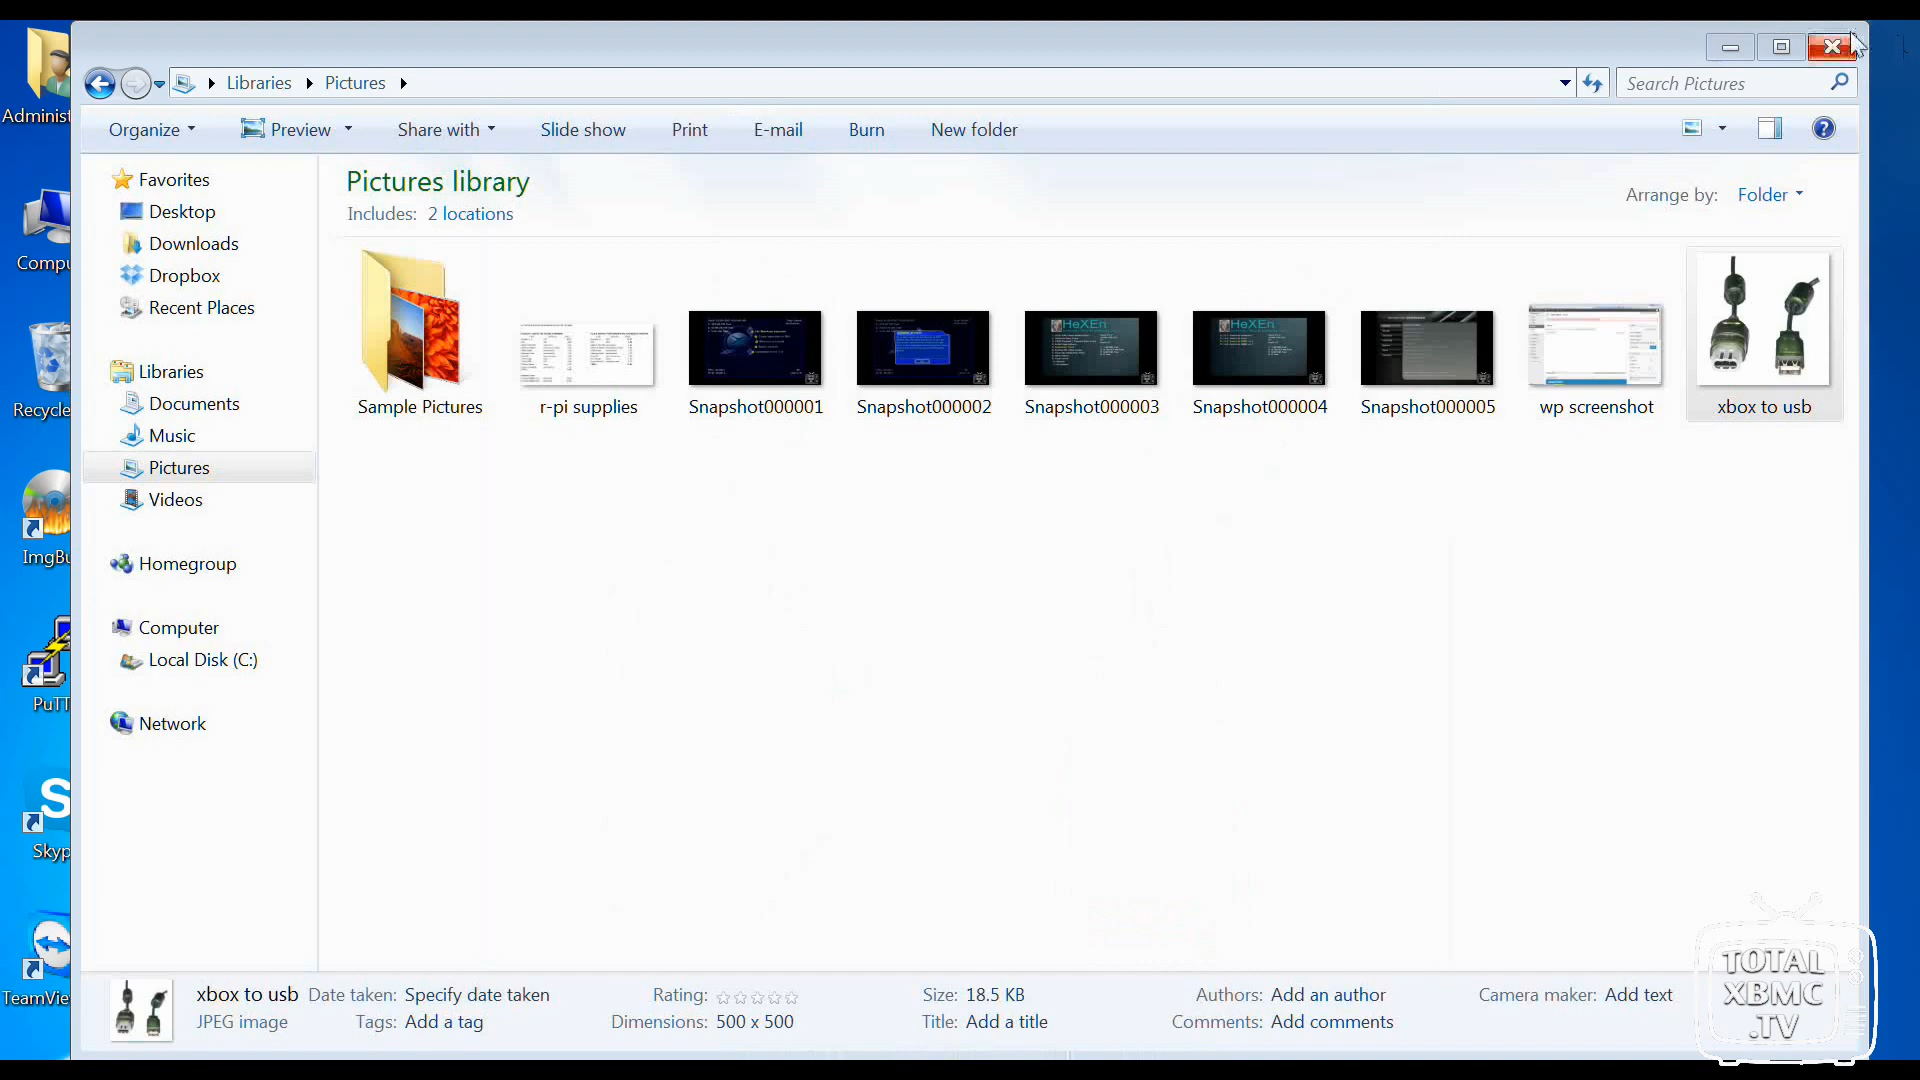 Libraries
Pictures
Search Pictures
Organize
Preview
Share with
Slide show
Print
E-mail
Burn
New folder
Favorites
Desktop
Downloads
Dropbox
Recent Places
Libraries
Documents
Music
Pictures
Videos
Homegroup
Computer
Local Disk (C:)
Network
Pictures library
Includes: 2 locations
Arrange by: Folder
HeXEn
HeXEn
Sample Pictures
r-pi supplies
Snapshot000001
Snapshot000002
Snapshot000003
Snapshot000004
Snapshot000005
wp screenshot
xbox to usb
Administ
Compu
Recycle
ImgBu
PuTT
Skyp
TeamVie
xbox to usb
JPEG image
Date taken: Specify date taken
Tags: Add a tag
Rating:
Dimensions: 500 x 500
Size: 18.5 KB
Title: Add a title
Authors: Add an author
Comments: Add comments
Camera maker: Add text
TOTAL
XBMC
.TV